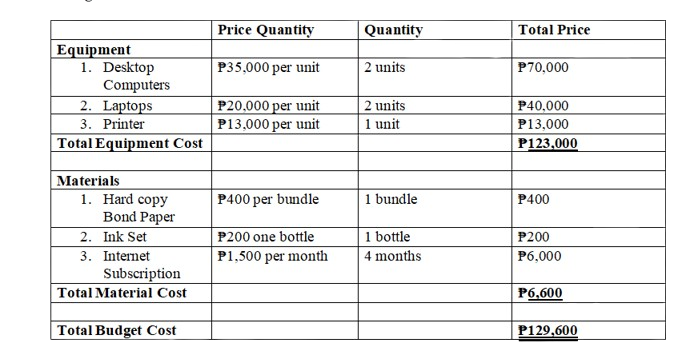 Price Quantity Quantity Total Price
Equipment
1. Desktop Computers ₱35,000 per unit 2 units ₱70,000
2. Laptops ₱20,000 per unit 2 units ₱40,000
3. Printer ₱13,000 per unit 1 unit ₱13,000
Total Equipment Cost ₱123,000
Materials
1. Hard copy Bond Paper ₱400 per bundle 1 bundle ₱400
2. Ink Set ₱200 one bottle 1 bottle ₱200
3. Internet Subscription ₱1,500 per month 4 months ₱6,000
Total Material Cost ₱6,600
Total Budget Cost ₱129,600